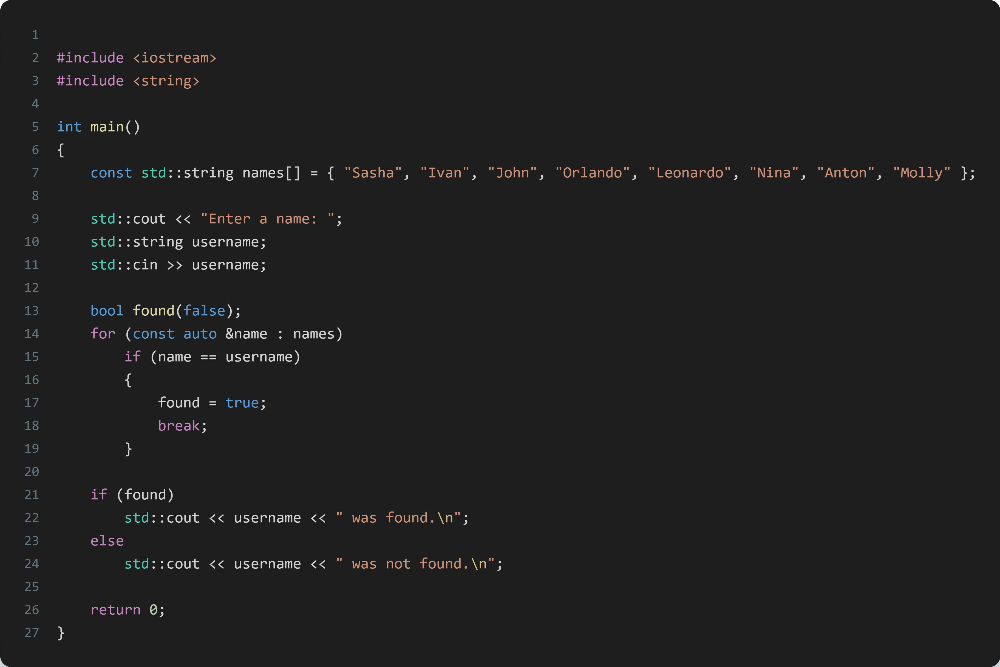 1
2 #include <iostream>
3 #include <string>
4
5 int main()
6 {
7     const std::string names[] = { "Sasha", "Ivan", "John", "Orlando", "Leonardo", "Nina", "Anton", "Molly" };
8
9     std::cout << "Enter a name: ";
10     std::string username;
11     std::cin >> username;
12
13     bool found(false);
14     for (const auto &name : names)
15         if (name == username)
16         {
17             found = true;
18             break;
19         }
20
21     if (found)
22         std::cout << username << " was found.\n";
23     else
24         std::cout << username << " was not found.\n";
25
26     return 0;
27 }